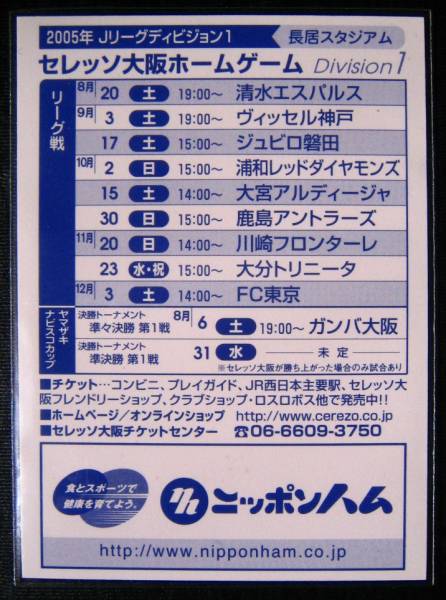 2005年 Jリーグディビジョン1 長居スタジアム
セレッソ大阪ホームゲーム Division 1
リーグ戦
8月 20 土 19:00～ 清水エスパルス
9月 3 土 19:00～ ヴィッセル神戸
17 土 15:00～ ジュビロ磐田
10月 2 日 15:00～ 浦和レッドダイヤモンズ
15 土 14:00～ 大宮アルディージャ
30 日 15:00～ 鹿島アントラーズ
11月 20 日 14:00～ 川崎フロンターレ
23 水・祝 15:00～ 大分トリニータ
12月 3 土 14:00～ FC東京
ヤマザキナビスコカップ
決勝トーナメント 準々決勝 第1戦 8月 6 土 19:00～ ガンバ大阪
決勝トーナメント 準決勝 第1戦 31 水 ― 未定 ―
※セレッソ大阪が勝ち上がった場合のみ試合あり
■チケット…コンビニ、プレイガイド、JR西日本主要駅、セレッソ大
阪フレンドリーショップ、クラブショップ・ロスロボス他で発売中!!
■ホームページ／オンラインショップ http://www.cerezo.co.jp
■セレッソ大阪チケットセンター ☎06-6609-3750
食とスポーツで
健康を育てよう。
ニッポンハム
http://www.nipponham.co.jp